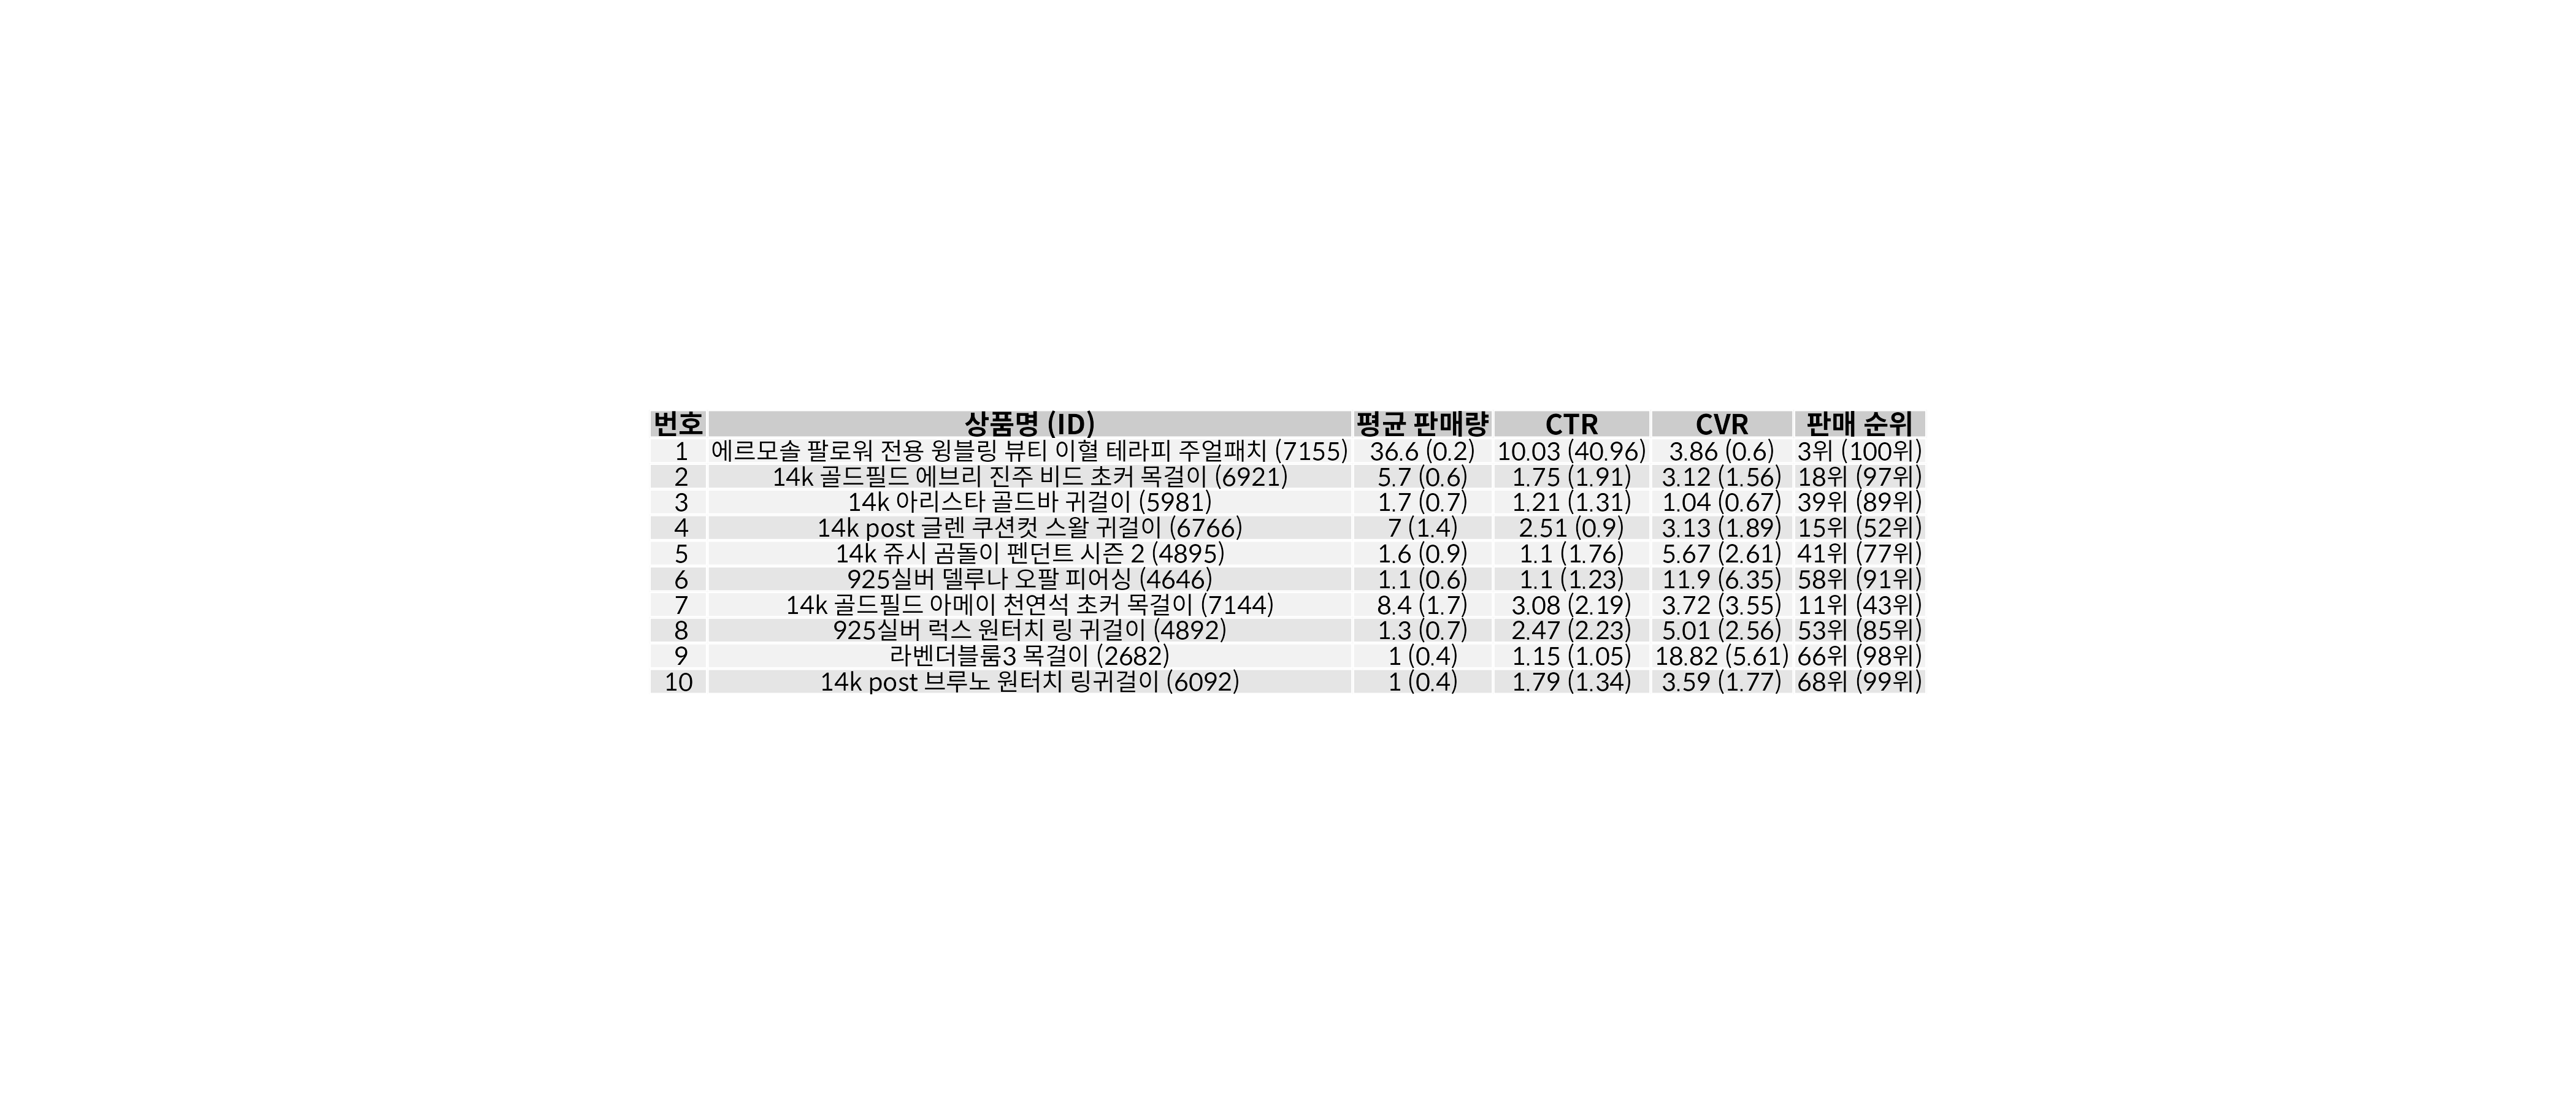 번호 상품명 (ID) 평균 판매량 CTR CVR 판매 순위
1 에르모솔 팔로워 전용 윙블링 뷰티 이혈 테라피 주얼패치 (7155) 36.6 (0.2) 10.03 (40.96) 3.86 (0.6) 3위 (100위)
2 14k 골드필드 에브리 진주 비드 초커 목걸이 (6921) 5.7 (0.6) 1.75 (1.91) 3.12 (1.56) 18위 (97위)
3 14k 아리스타 골드바 귀걸이 (5981) 1.7 (0.7) 1.21 (1.31) 1.04 (0.67) 39위 (89위)
4 14k post 글렌 쿠션컷 스왈 귀걸이 (6766) 7 (1.4) 2.51 (0.9) 3.13 (1.89) 15위 (52위)
5 14k 쥬시 곰돌이 펜던트 시즌 2 (4895) 1.6 (0.9) 1.1 (1.76) 5.67 (2.61) 41위 (77위)
6 925실버 델루나 오팔 피어싱 (4646) 1.1 (0.6) 1.1 (1.23) 11.9 (6.35) 58위 (91위)
7 14k 골드필드 아메이 천연석 초커 목걸이 (7144) 8.4 (1.7) 3.08 (2.19) 3.72 (3.55) 11위 (43위)
8 925실버 럭스 원터치 링 귀걸이 (4892) 1.3 (0.7) 2.47 (2.23) 5.01 (2.56) 53위 (85위)
9 라벤더블룸3 목걸이 (2682) 1 (0.4) 1.15 (1.05) 18.82 (5.61) 66위 (98위)
10 14k post 브루노 원터치 링귀걸이 (6092) 1 (0.4) 1.79 (1.34) 3.59 (1.77) 68위 (99위)